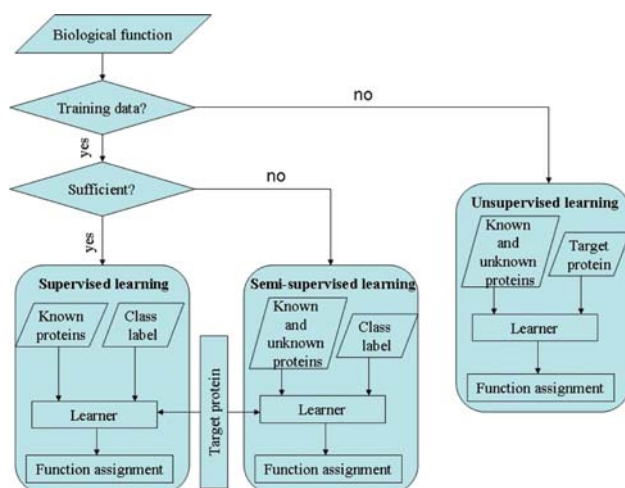 Biological function
Training data?
no
yes
Sufficient?
no
yes
Unsupervised learning
Known
and
unknown
proteins
Target
protein
Learner
Function assignment
Supervised learning
Known
proteins
Class
label
Learner
Function assignment
Target protein
Semi-supervised learning
Known
and
unknown
proteins
Class
label
Learner
Function assignment